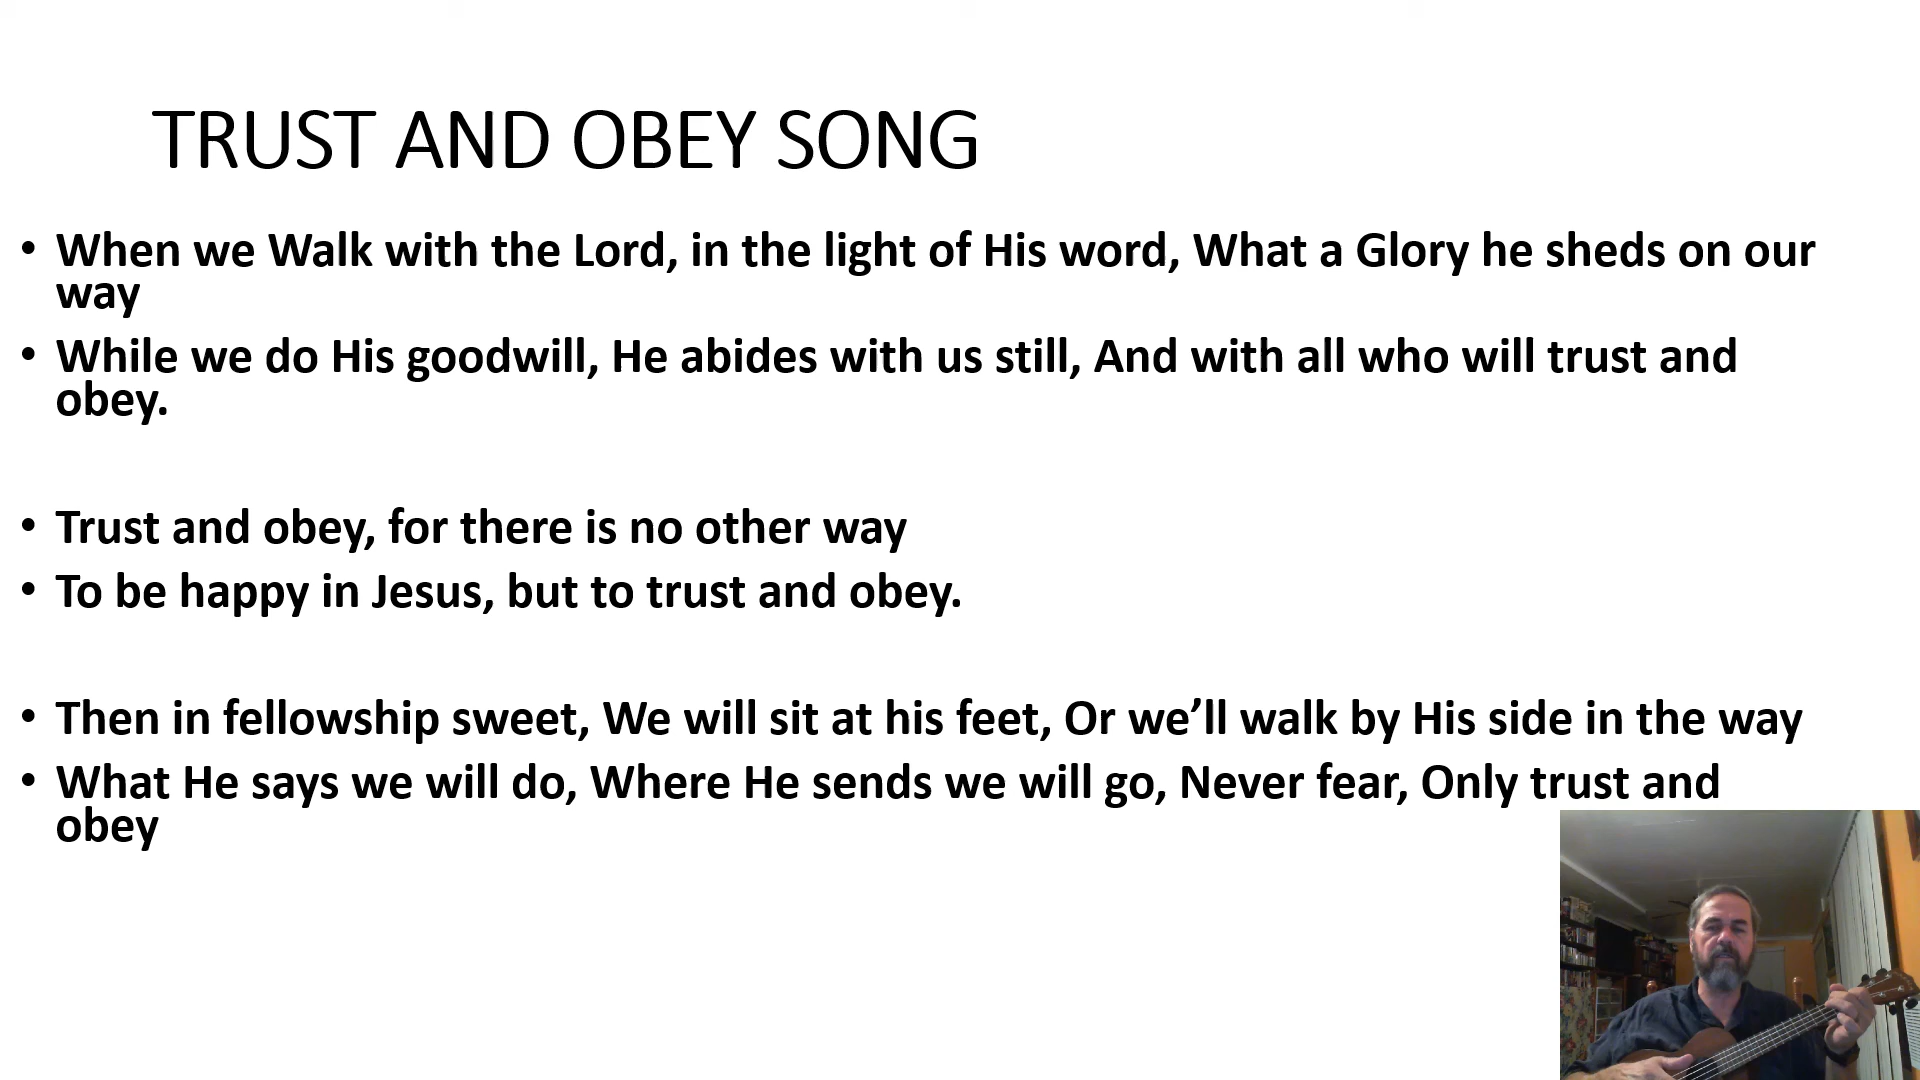 TRUST AND OBEY SONG
• When we Walk with the Lord, in the light of His word, What a Glory he sheds on our
way
• While we do His goodwill, He abides with us still, And with all who will trust and
obey.
• Trust and obey, for there is no other way
• To be happy in Jesus, but to trust and obey.
• Then in fellowship sweet, We will sit at his feet, Or we’ll walk by His side in the way
• What He says we will do, Where He sends we will go, Never fear, Only trust and
obey